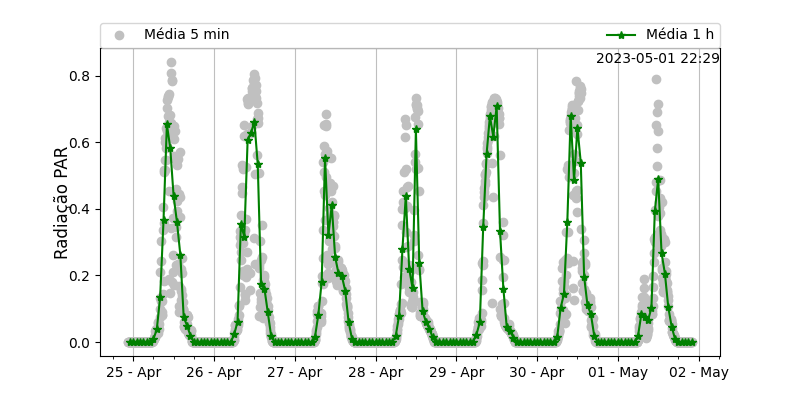 Média 5 min
Média 1 h
2023-05-01 22:29
Radiação PAR
0.8
0.6
0.4
0.2
0.0
25 - Apr
26 - Apr
27 - Apr
28 - Apr
29 - Apr
30 - Apr
01 - May
02 - May